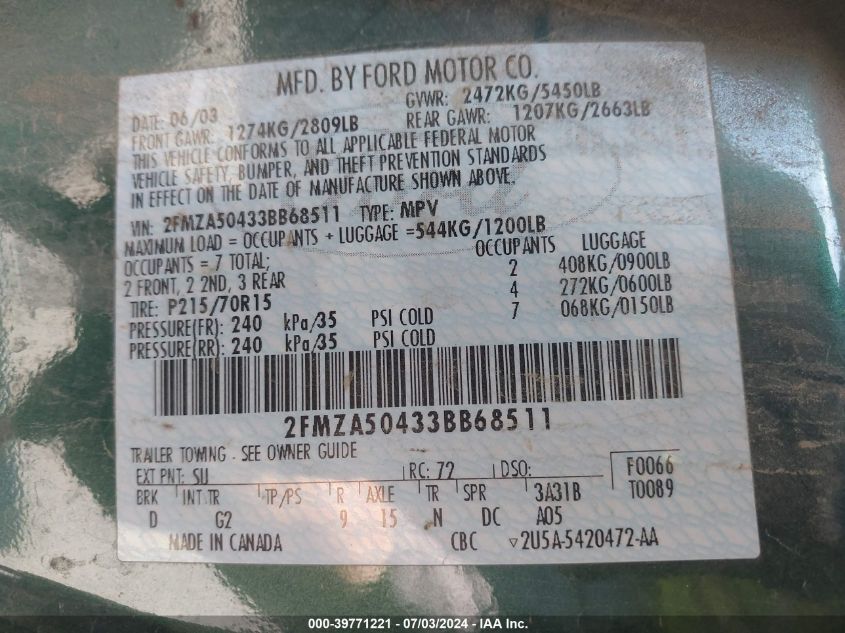 MFD. BY FORD MOTOR CO.
DATE: 06/03 GVWR: 2472KG/5450LB
FRONT GAWR: 1274KG/2809LB REAR GAWR: 1207KG/2663LB
THIS VEHICLE CONFORMS TO ALL APPLICABLE FEDERAL MOTOR
VEHICLE SAFETY, BUMPER, AND THEFT PREVENTION STANDARDS
IN EFFECT ON THE DATE OF MANUFACTURE SHOWN ABOVE.
VIN: 2FMZA50433BB68511 TYPE: MPV
MAXIMUM LOAD = OCCUPANTS + LUGGAGE =544KG/1200LB
OCCUPANTS = 7 TOTAL; OCCUPANTS LUGGAGE
2 FRONT, 2 2ND, 3 REAR 2 408KG/0900LB
4 272KG/0600LB
TIRE: P215/70R15 7 068KG/0150LB
PRESSURE(FR): 240 kPa/35 PSI COLD
PRESSURE(RR): 240 kPa/35 PSI COLD
2FMZA50433BB68511
TRAILER TOWING . SEE OWNER GUIDE
EXT PNT: SU RC: 72 DSO: F0066
BRK INT TR TP/PS R AXLE TR SPR 3A31B T0089
D G2 9 15 N DC A05
MADE IN CANADA CBC ▽2U5A-5420472-AA
000-39771221 - 07/03/2024 - IAA Inc.